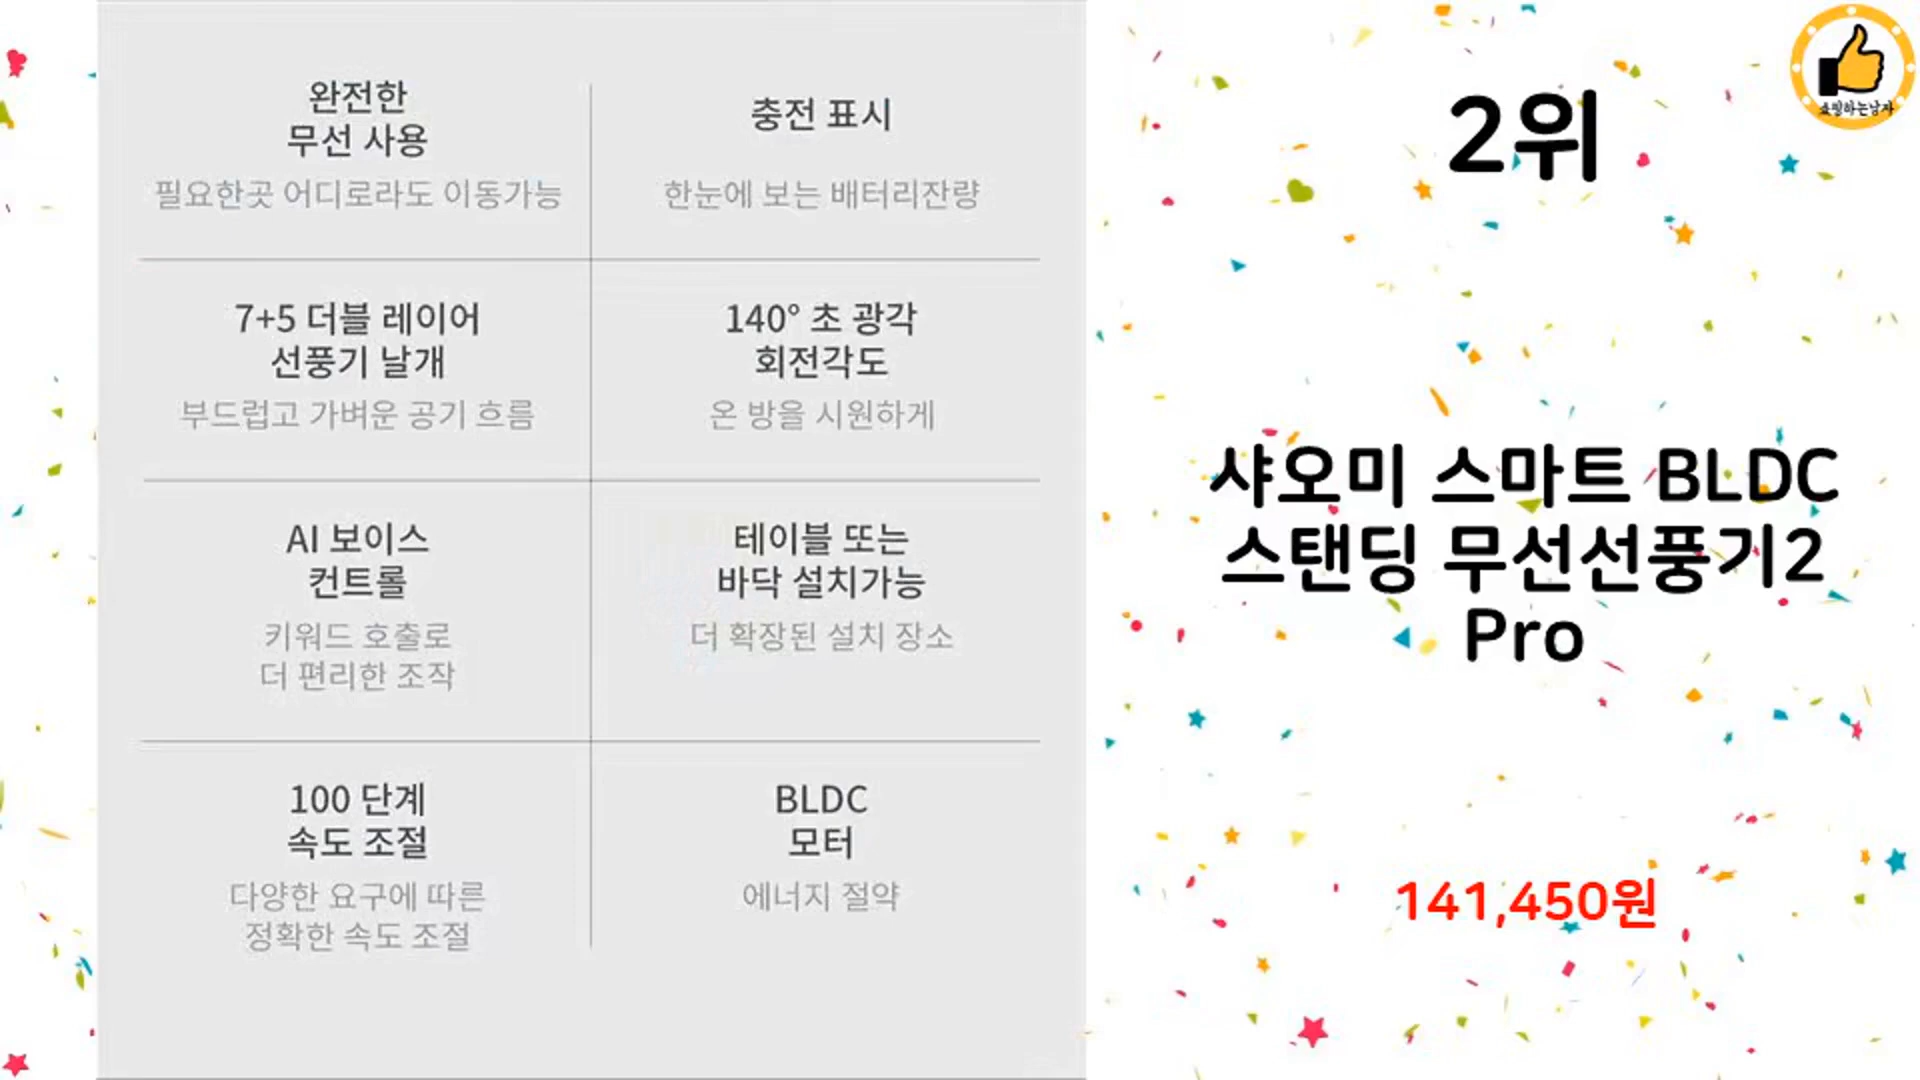 완전한
무선 사용
필요한곳 어디로라도 이동가능
충전 표시
한눈에 보는 배터리잔량
7+5 더블 레이어
선풍기 날개
부드럽고 가벼운 공기 흐름
140° 초 광각
회전각도
온 방을 시원하게
AI 보이스
컨트롤
키워드 호출로
더 편리한 조작
테이블 또는
바닥 설치가능
더 확장된 설치 장소
100 단계
속도 조절
다양한 요구에 따른
정확한 속도 조절
BLDC
모터
에너지 절약
2위
샤오미 스마트 BLDC
스탠딩 무선선풍기2
Pro
141,450원
쇼핑하는남자